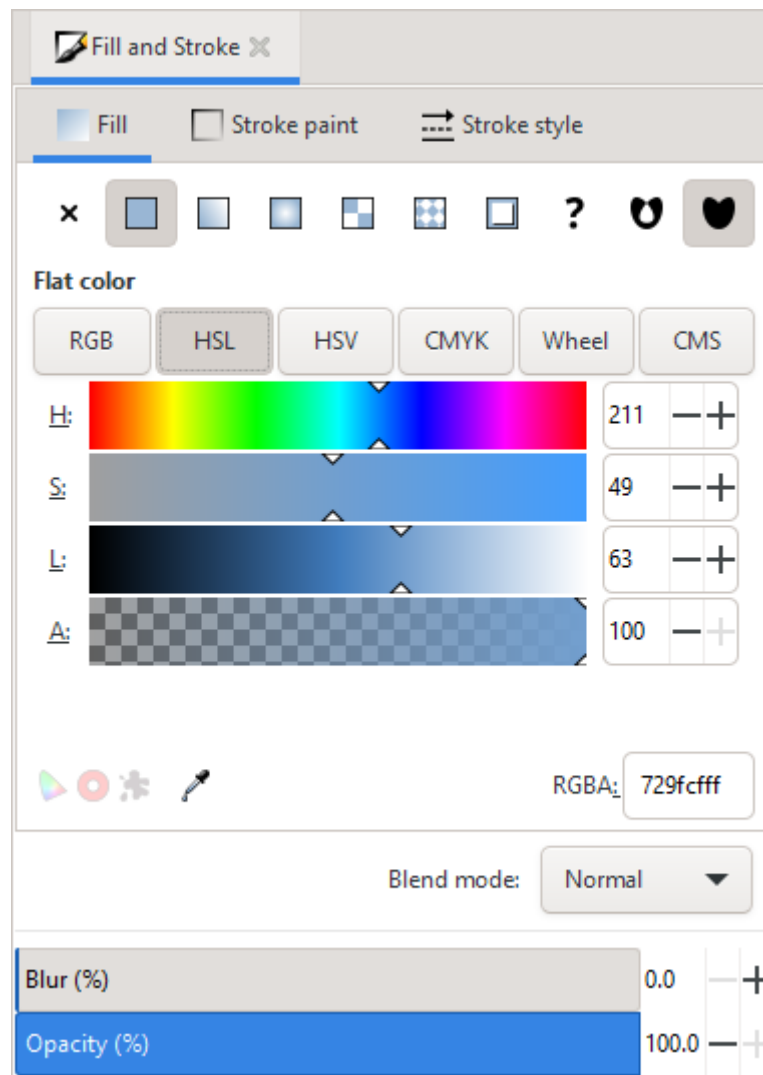 Fill and Stroke
Fill Stroke paint Stroke style
?
Flat color
RGB HSL HSV CMYK Wheel CMS
H: 211
S: 49
L: 63
A: 100
RGBA: 729fcfff
Blend mode: Normal
Blur (%) 0.0
Opacity (%) 100.0